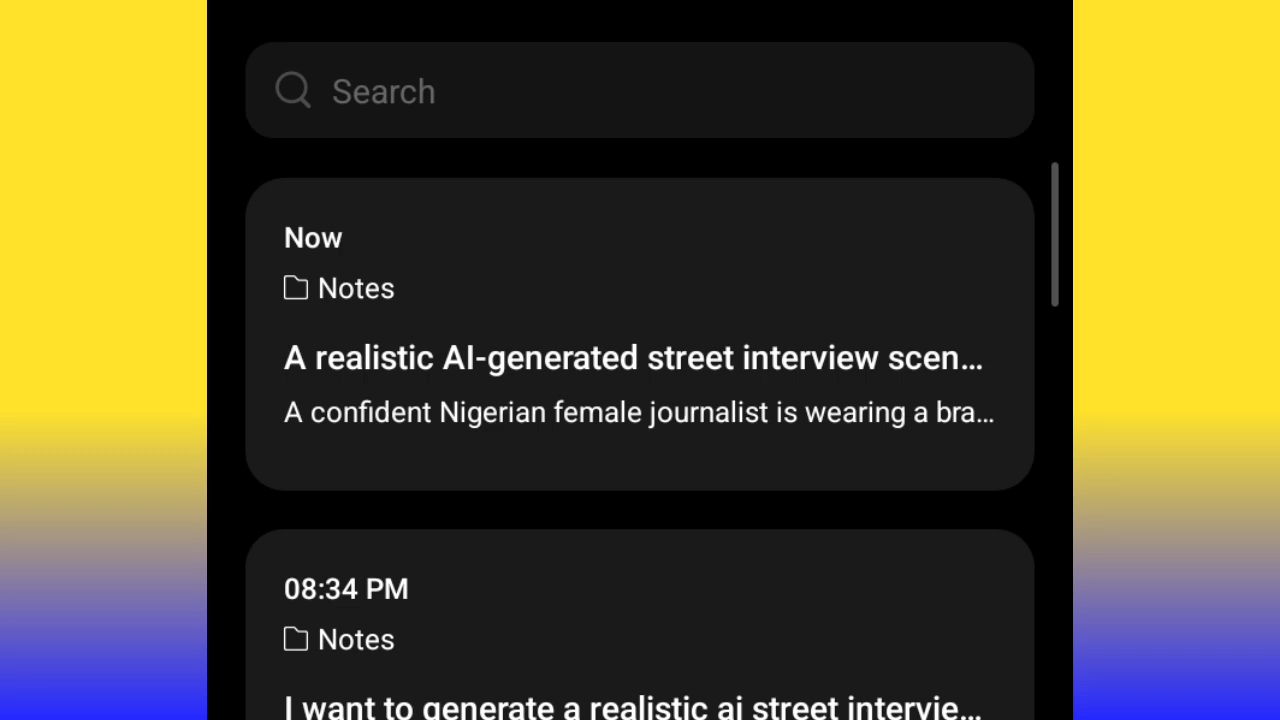 Search
Now
Notes
A realistic AI-generated street interview scen…
A confident Nigerian female journalist is wearing a bra…
08:34 PM
Notes
I want to generate a realistic ai street intervie…